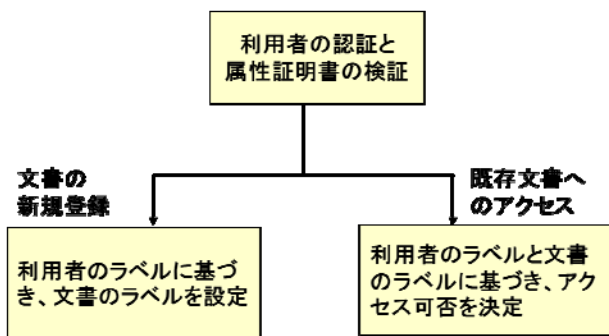 利用者の認証と
属性証明書の検証
文書の
新規登録
既存文書へ
のアクセス
利用者のラベルに基づ
き、文書のラベルを設定
利用者のラベルと文書
のラベルに基づき、アク
セス可否を決定